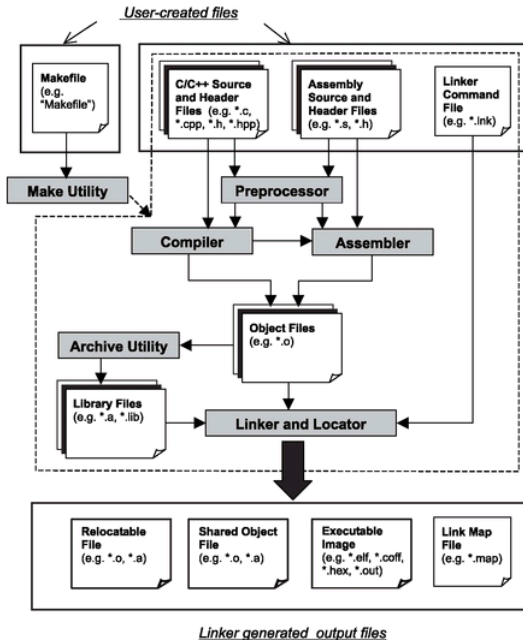 User-created files
Makefile
(e.g.
"Makefile")
C/C++ Source
and Header
Files (e.g. *.c,
*.cpp, *.h, *.hpp)
Assembly
Source and
Header Files
(e.g. *.s, *.h)
Linker
Command
File
(e.g. *.lnk)
Make Utility
Preprocessor
Compiler
Assembler
Object Files
(e.g. *.o)
Archive Utility
Library Files
(e.g. *.a, *.lib)
Linker and Locator
Relocatable
File
(e.g. *.o, *.a)
Shared Object
File
(e.g. *.o, *.a)
Executable
Image
(e.g. *.elf, *.coff,
*.hex, *.out)
Link Map
File
(e.g. *.map)
Linker generated output files